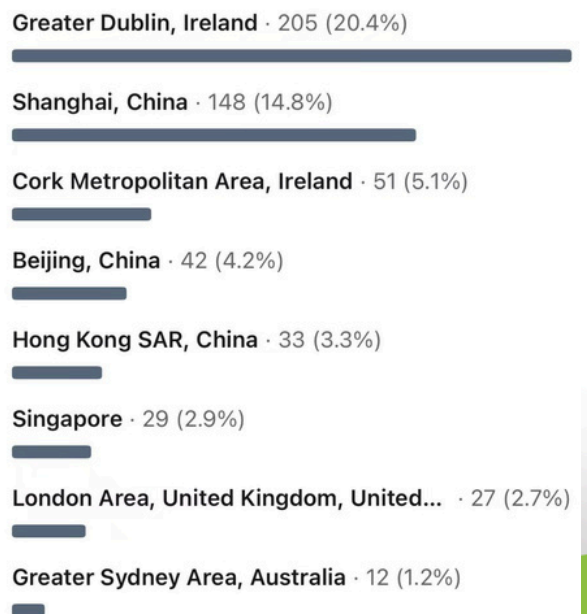 Greater Dublin, Ireland · 205 (20.4%)
Shanghai, China · 148 (14.8%)
Cork Metropolitan Area, Ireland · 51 (5.1%)
Beijing, China · 42 (4.2%)
Hong Kong SAR, China · 33 (3.3%)
Singapore · 29 (2.9%)
London Area, United Kingdom, United... · 27 (2.7%)
Greater Sydney Area, Australia · 12 (1.2%)